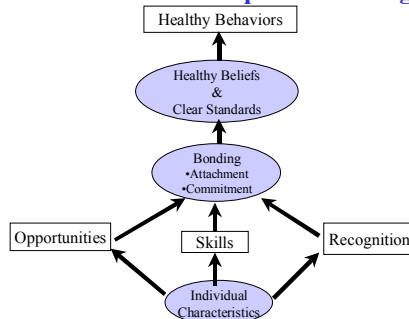 Healthy Behaviors
Healthy Beliefs
&
Clear Standards
Bonding
•Attachment
•Commitment
Opportunities
Skills
Recognition
Individual
Characteristics